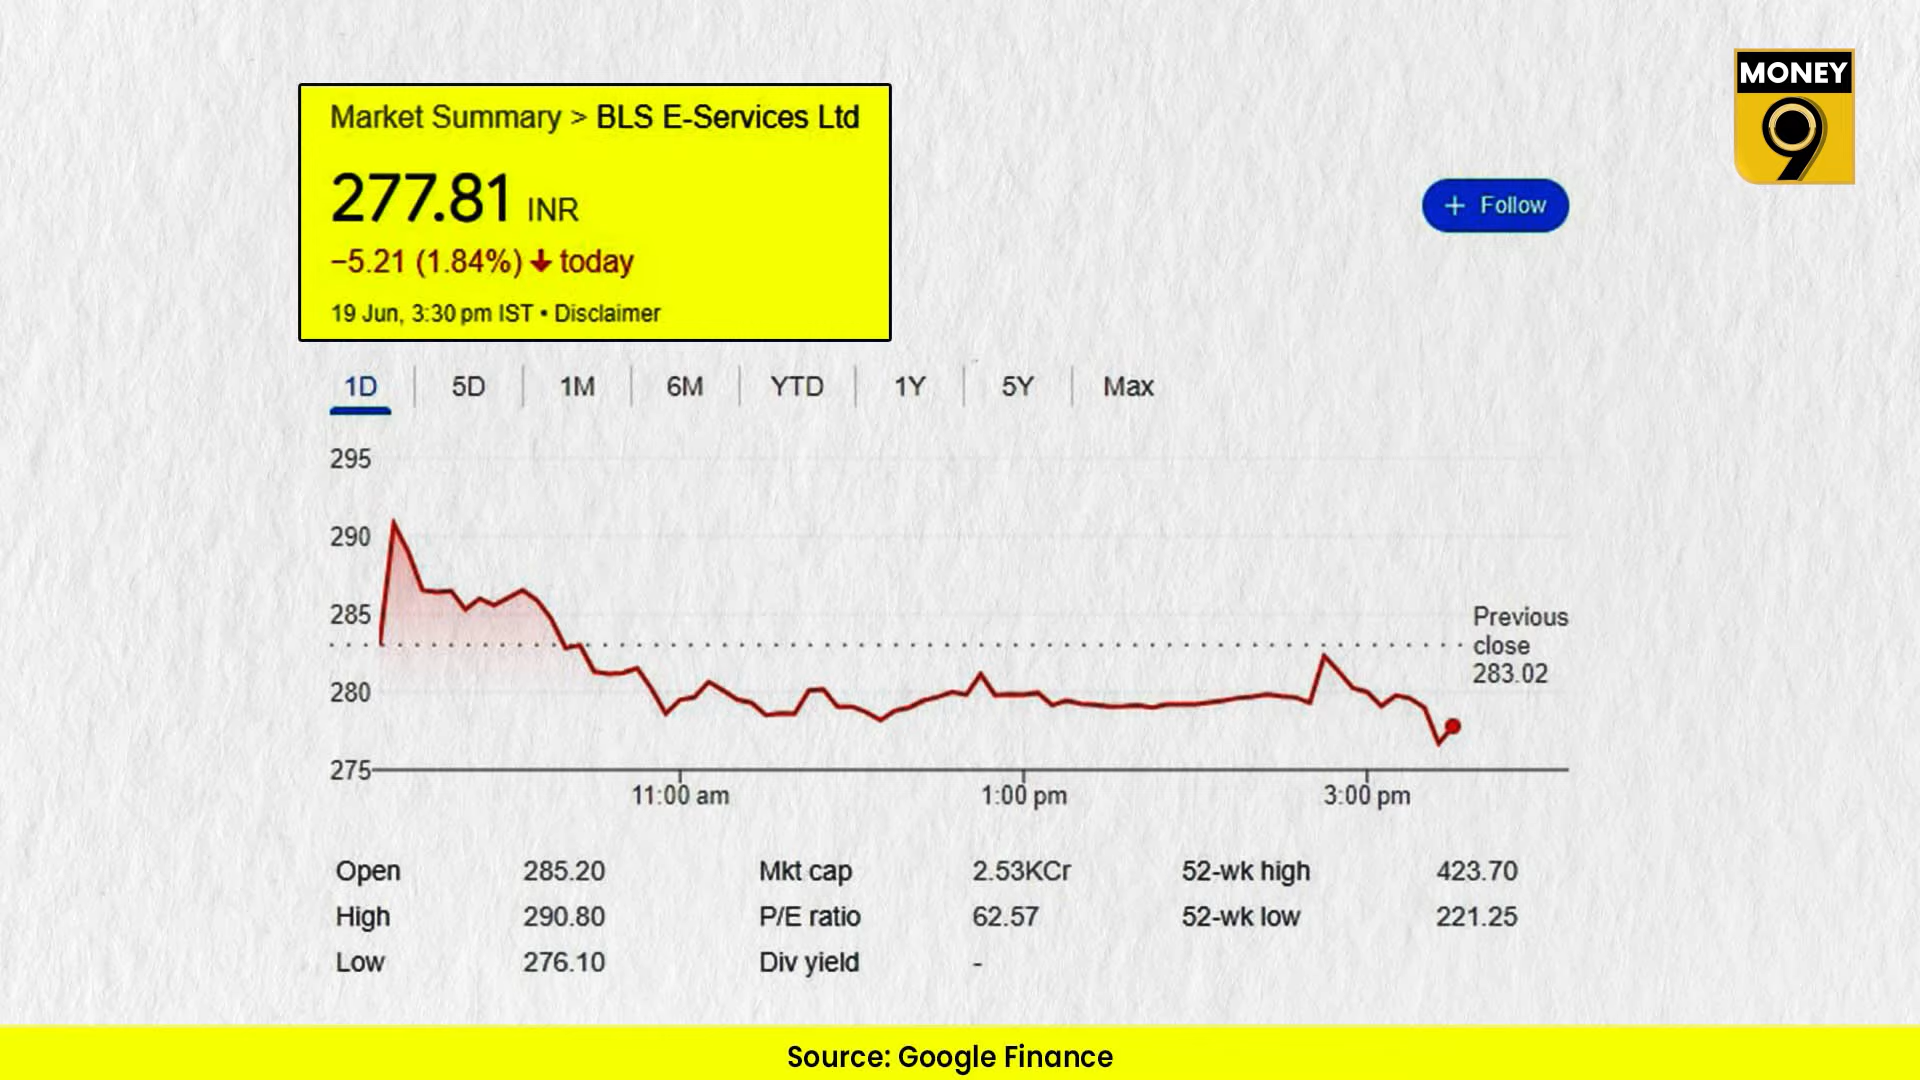 MONEY
9
Market Summary > BLS E-Services Ltd
277.81 INR
−5.21 (1.84%) ↓ today
19 Jun, 3:30 pm IST • Disclaimer
+ Follow
1D 5D 1M 6M YTD 1Y 5Y Max
295
290
285
280
275
Previous
close
283.02
11:00 am 1:00 pm 3:00 pm
Open 285.20 Mkt cap 2.53KCr 52-wk high 423.70
High 290.80 P/E ratio 62.57 52-wk low 221.25
Low 276.10 Div yield -
Source: Google Finance